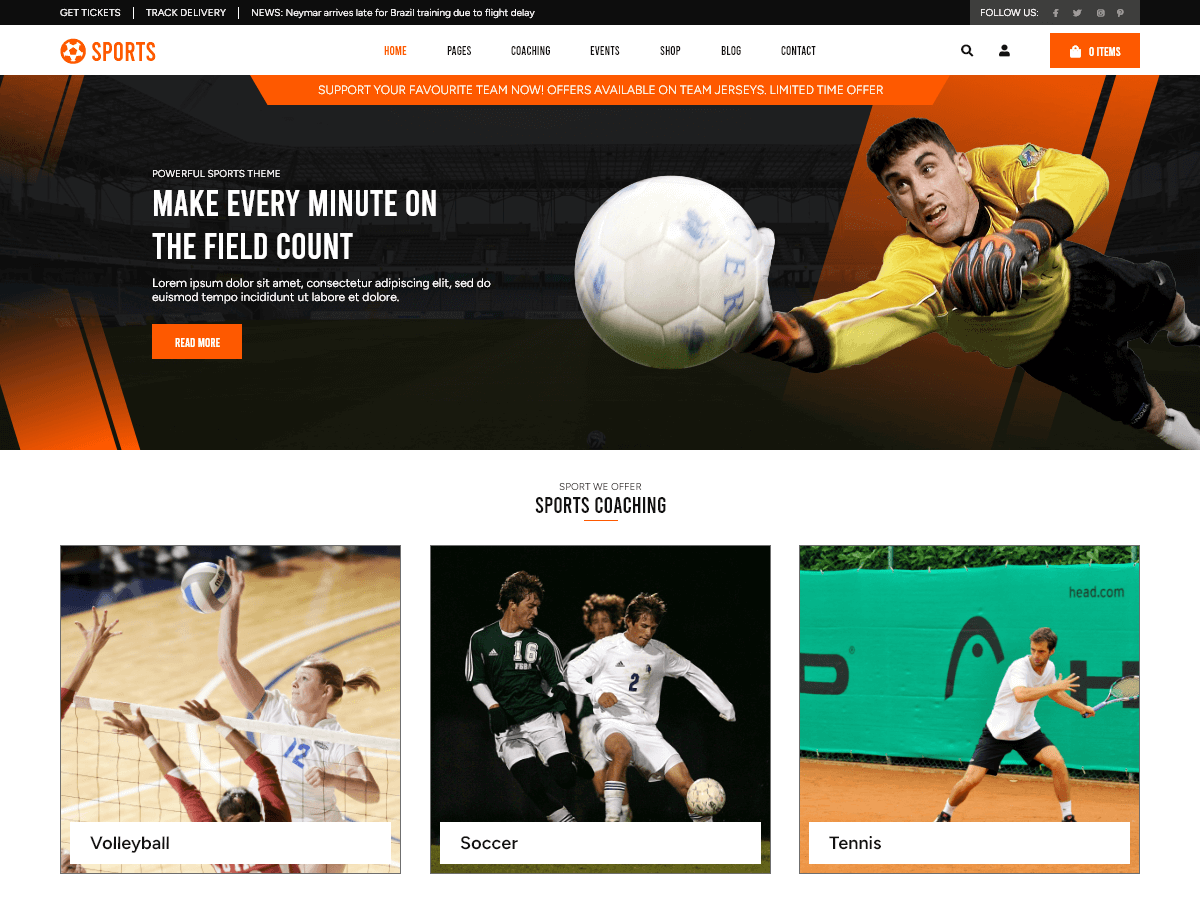 GET TICKETS
TRACK DELIVERY
NEWS: Neymar arrives late for Brazil training due to flight delay
FOLLOW US:
SPORTS
HOME
PAGES
COACHING
EVENTS
SHOP
BLOG
CONTACT
0 ITEMS
SUPPORT YOUR FAVOURITE TEAM NOW! OFFERS AVAILABLE ON TEAM JERSEYS. LIMITED TIME OFFER
POWERFUL SPORTS THEME
MAKE EVERY MINUTE ON
THE FIELD COUNT
Lorem ipsum dolor sit amet, consectetur adipiscing elit, sed do
euismod tempo incididunt ut labore et dolore.
READ MORE
SPORT WE OFFER
SPORTS COACHING
12
Volleyball
16
2
Soccer
head.com
Tennis